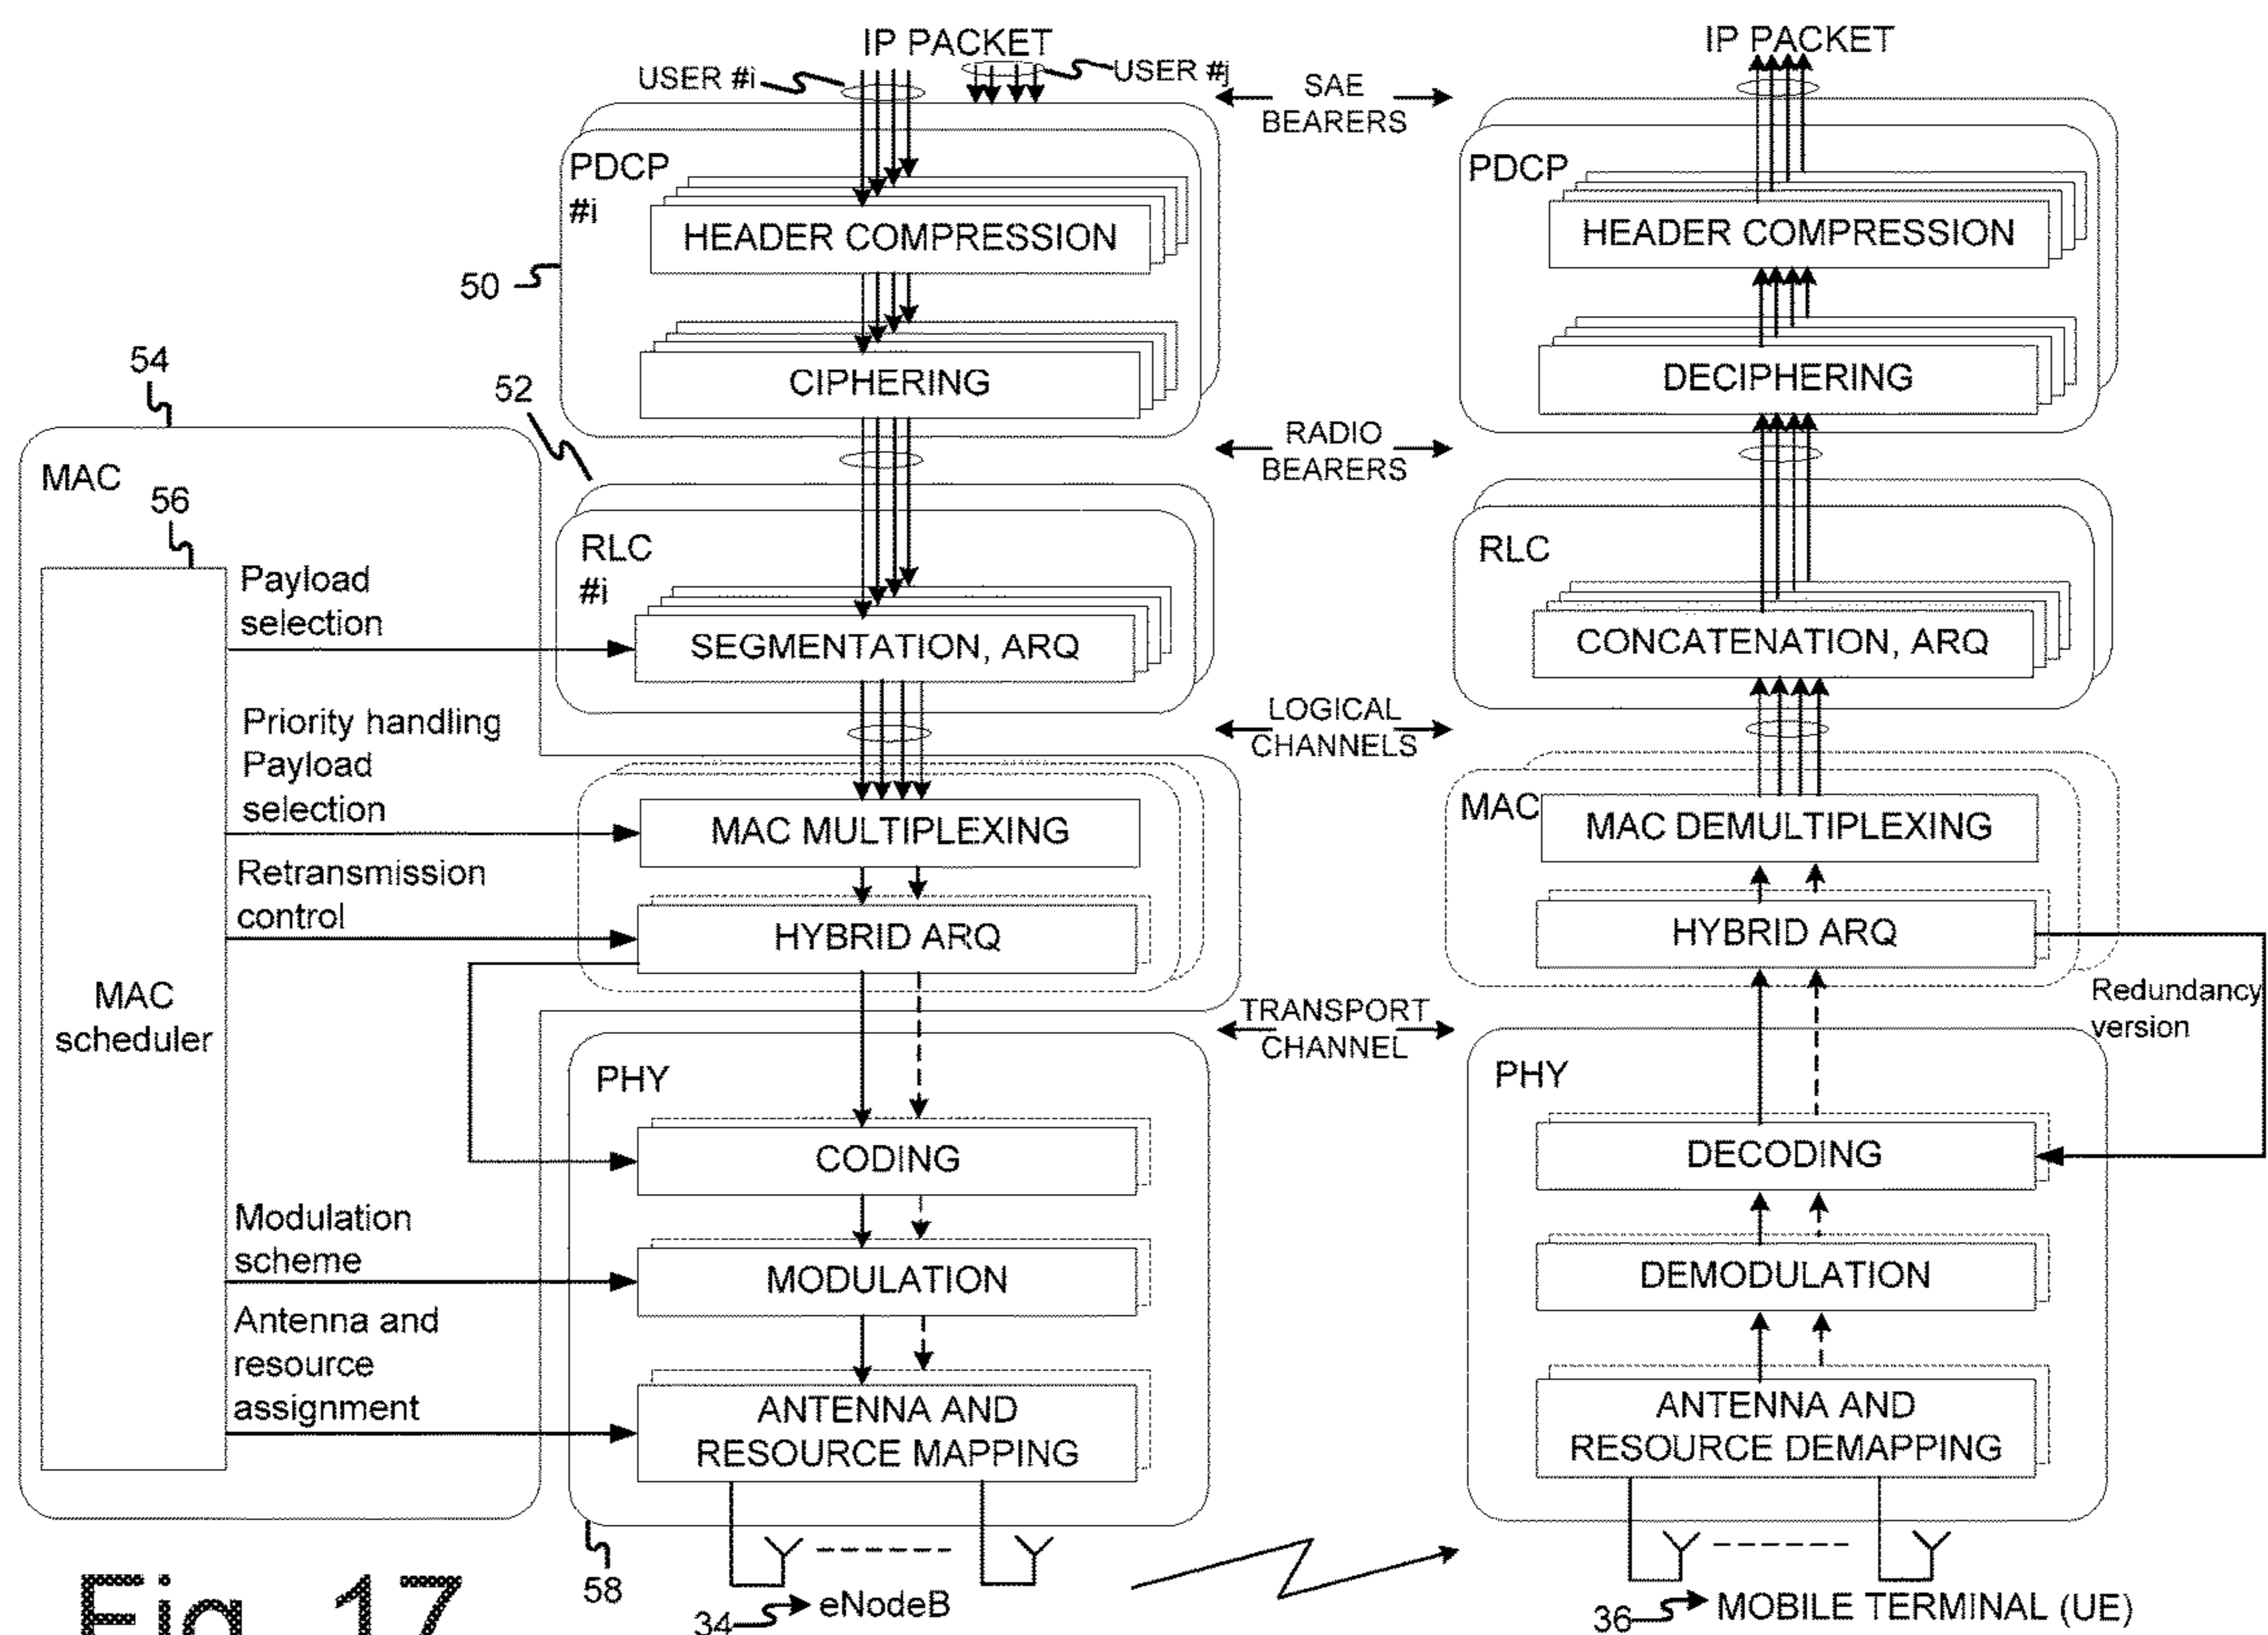 IP PACKET
USER #i
USER #j
SAE
BEARERS
IP PACKET
PDCP
#i
HEADER COMPRESSION
50
CIPHERING
PDCP
HEADER COMPRESSION
DECIPHERING
RADIO
BEARERS
54
52
MAC
56
MAC
scheduler
Payload
selection
Priority handling
Payload
selection
Retransmission
control
Modulation
scheme
Antenna and
resource
assignment
RLC
#i
SEGMENTATION, ARQ
RLC
CONCATENATION, ARQ
LOGICAL
CHANNELS
MAC MULTIPLEXING
HYBRID ARQ
MAC
MAC DEMULTIPLEXING
HYBRID ARQ
Redundancy
version
TRANSPORT
CHANNEL
PHY
CODING
MODULATION
ANTENNA AND
RESOURCE MAPPING
PHY
DECODING
DEMODULATION
ANTENNA AND
RESOURCE DEMAPPING
58
34
eNodeB
36
MOBILE TERMINAL (UE)
Fig. 17